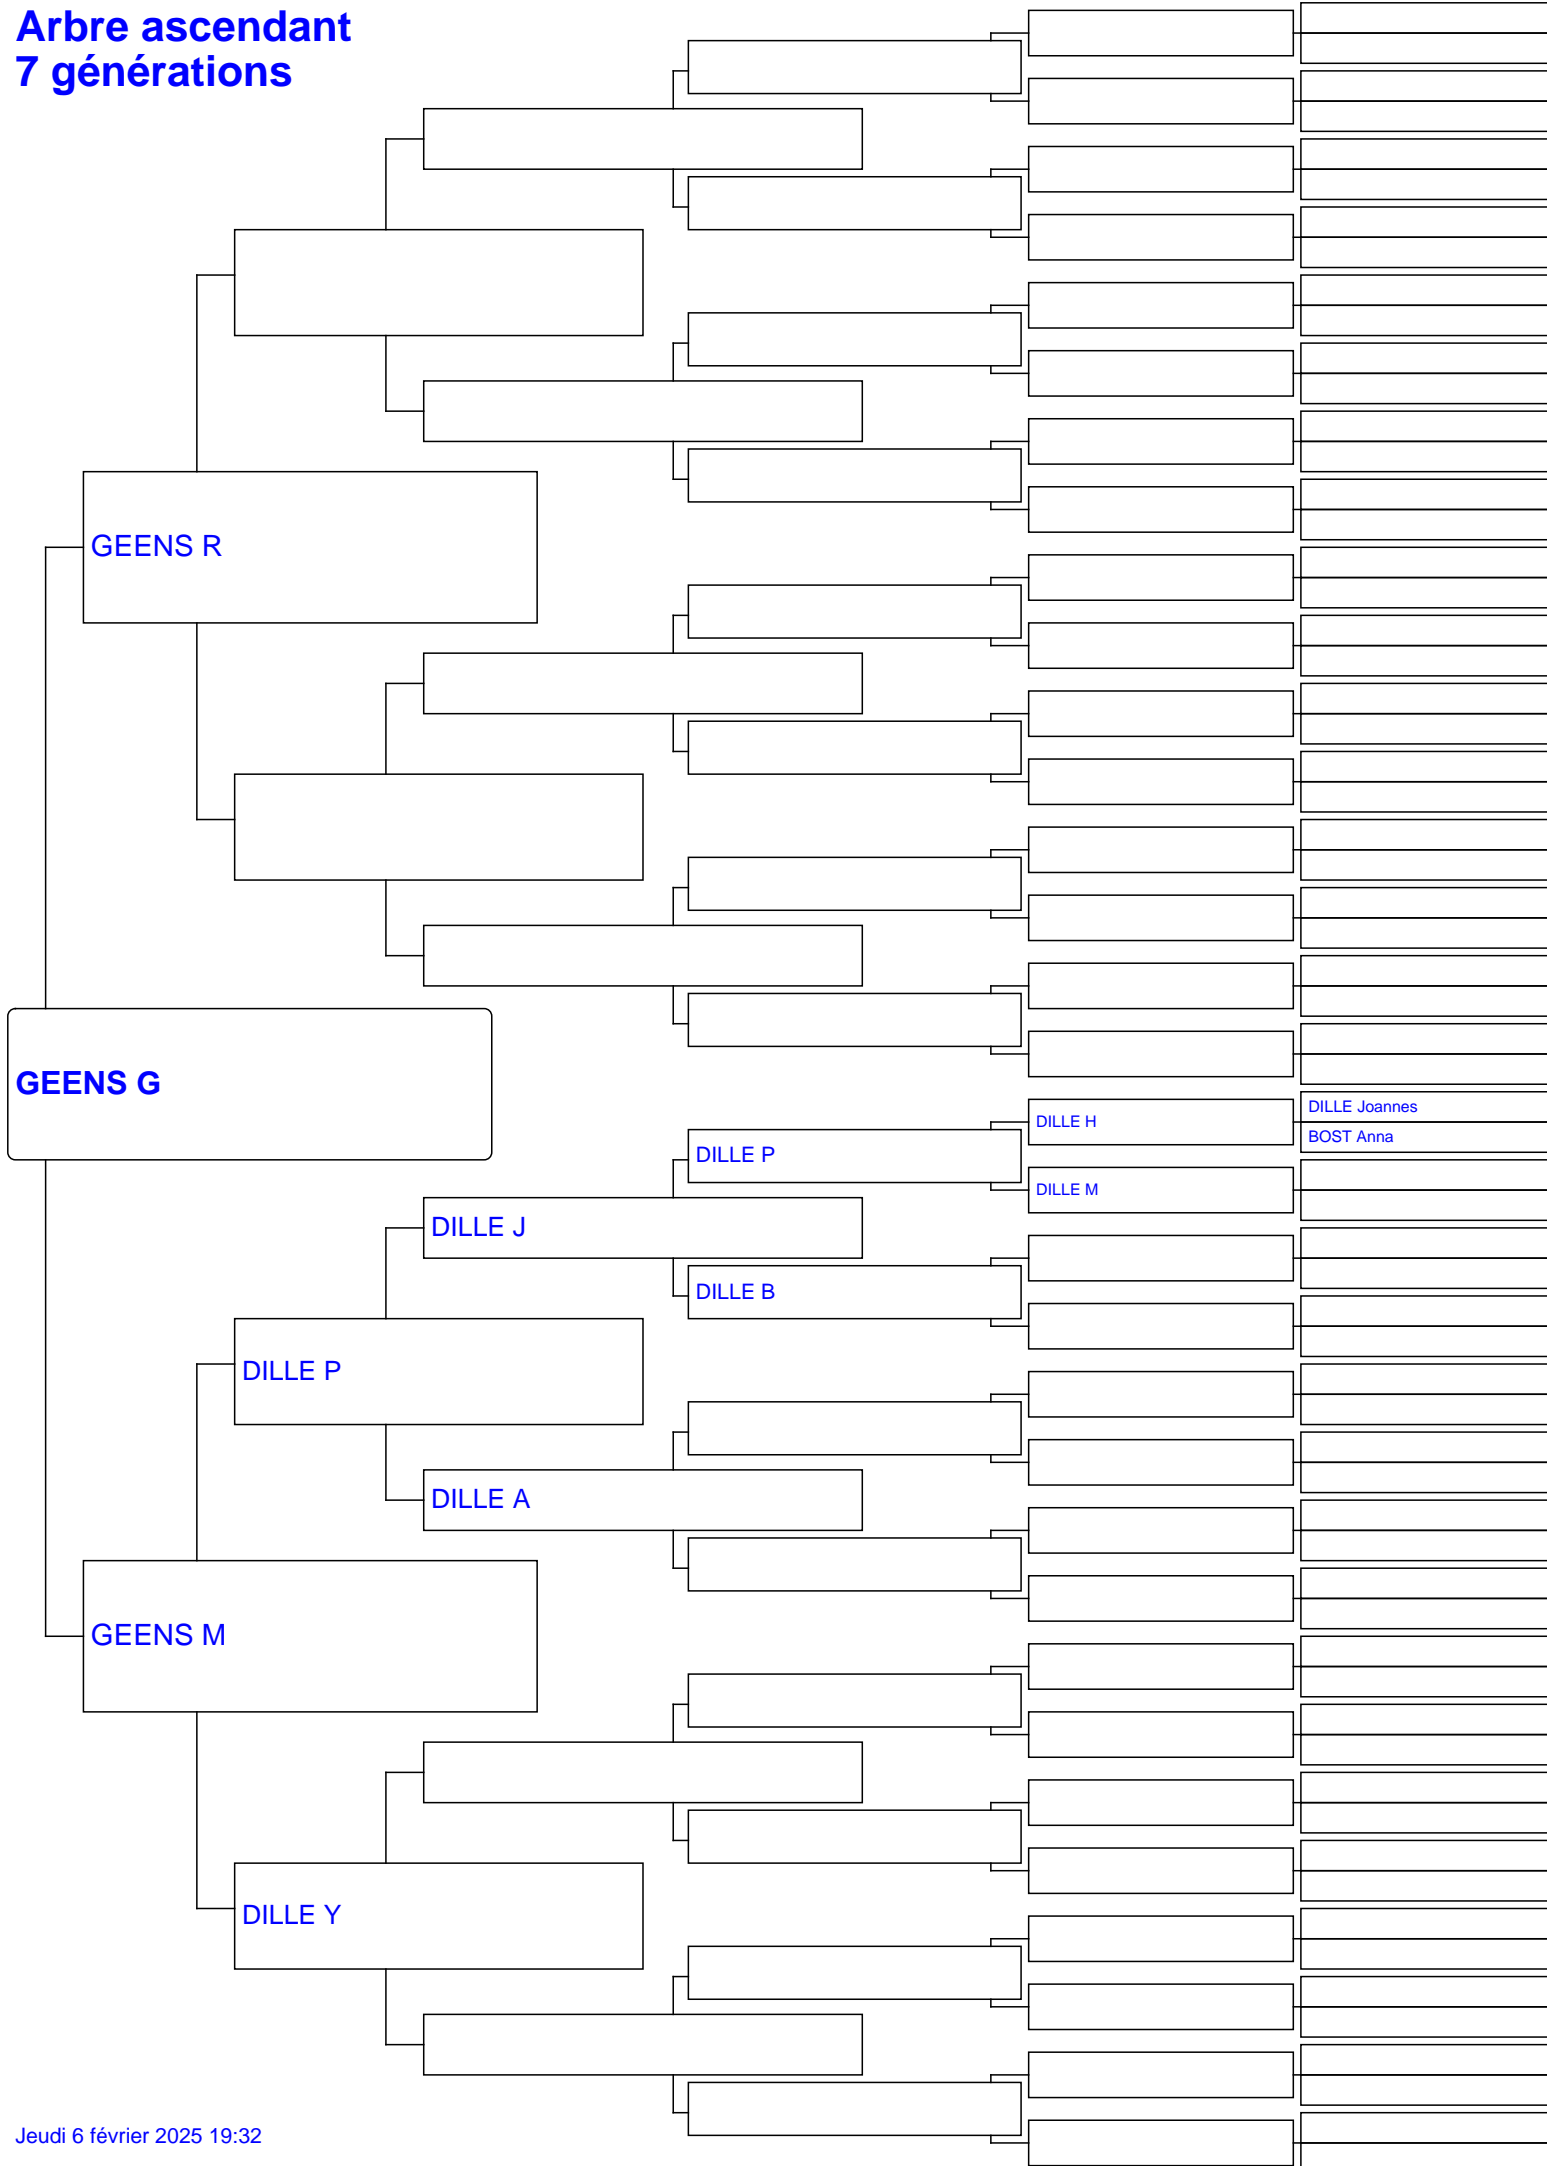 Arbre ascendant
7 générations
GEENS R
GEENS G
DILLE H
DILLE Joannes
BOST Anna
DILLE P
DILLE M
DILLE J
DILLE B
DILLE P
DILLE A
GEENS M
DILLE Y
Jeudi 6 février 2025 19:32